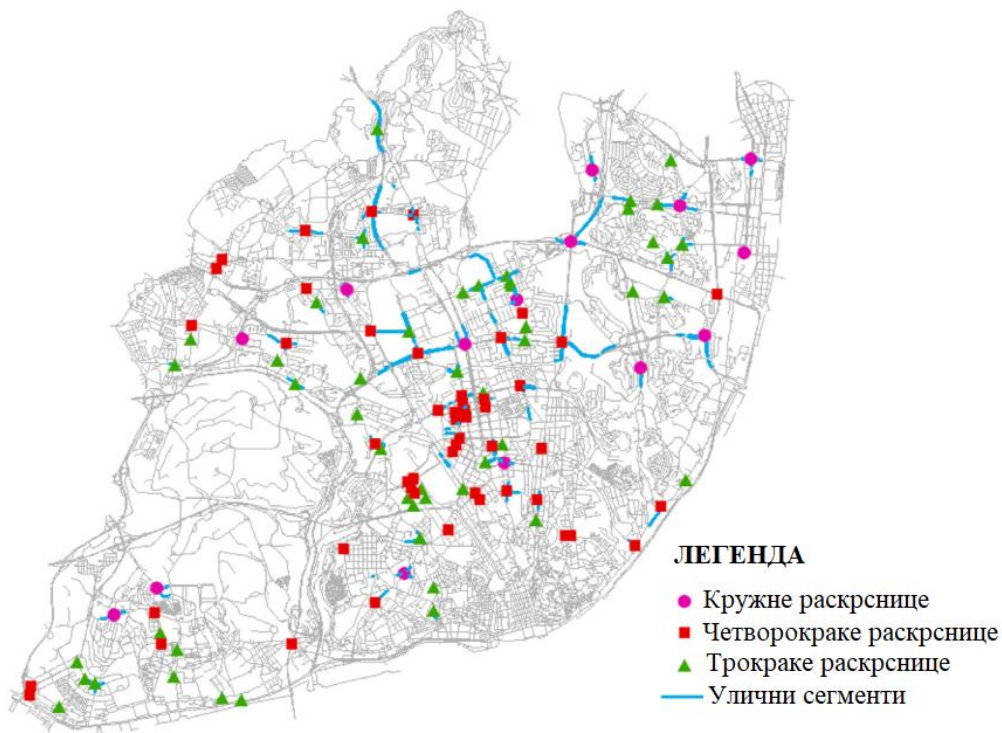 ЛЕГЕНДА
Кружне раскрснице
Четворокраке раскрснице
Трокраке раскрснице
Улични сегменти